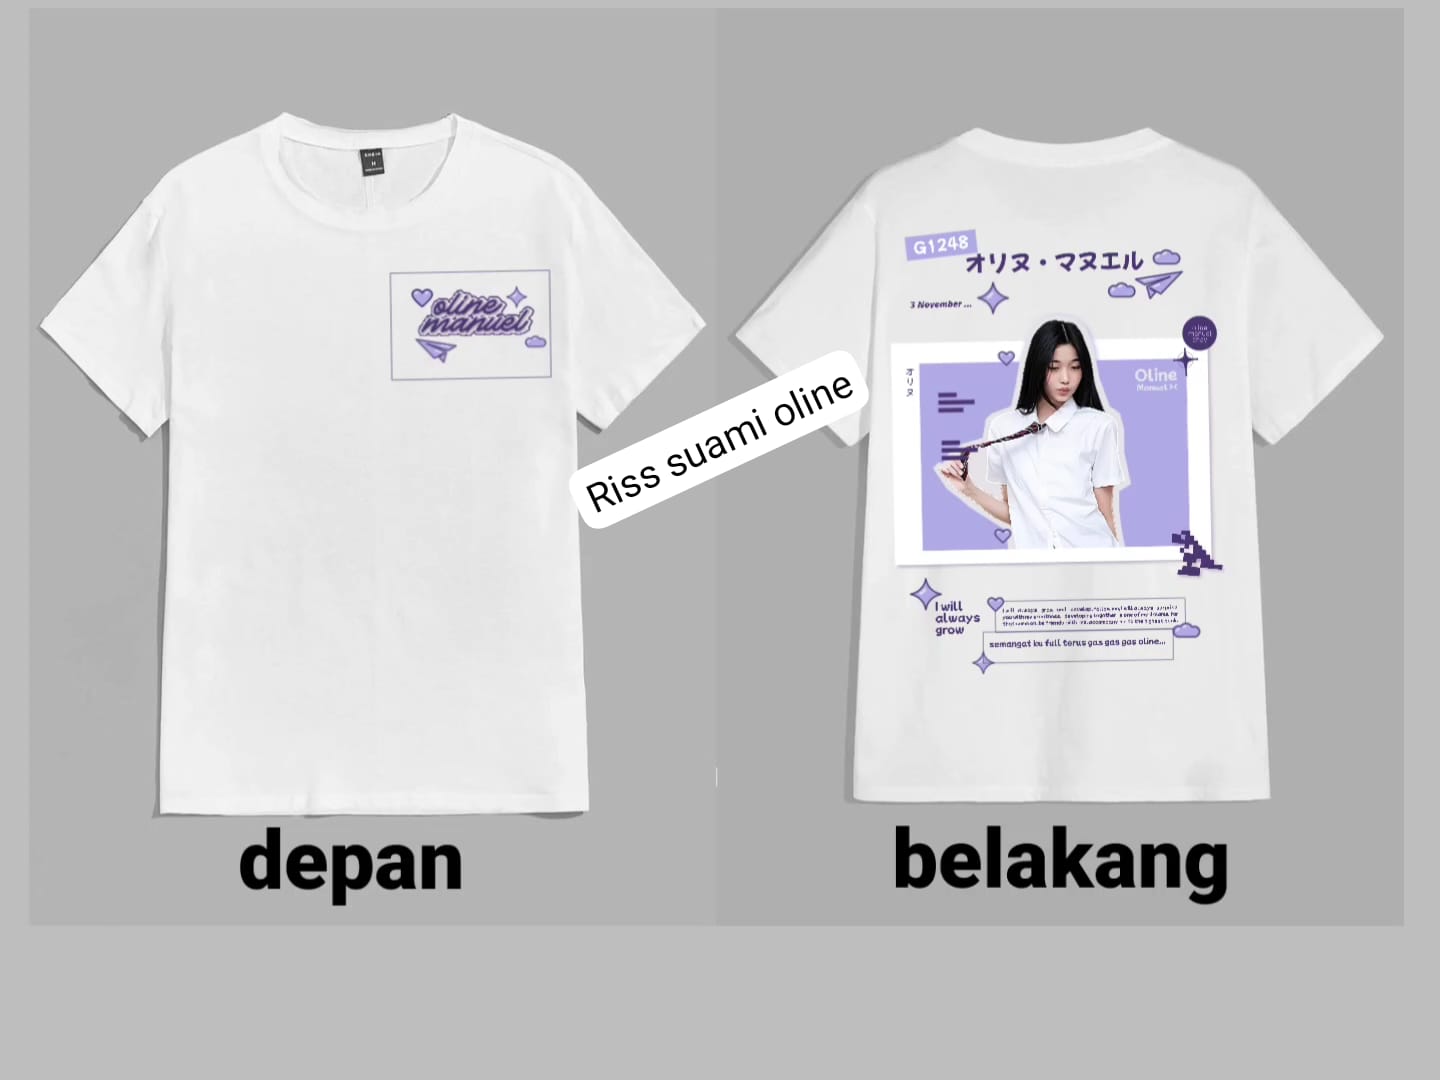 oline
manuel
Riss suami oline
G1248
オリヌ・マヌエル
3 November ...
オリヌ
Oline
Manuel
I will
always
grow
semangat ku full terus gas gas gas oline...
depan
belakang